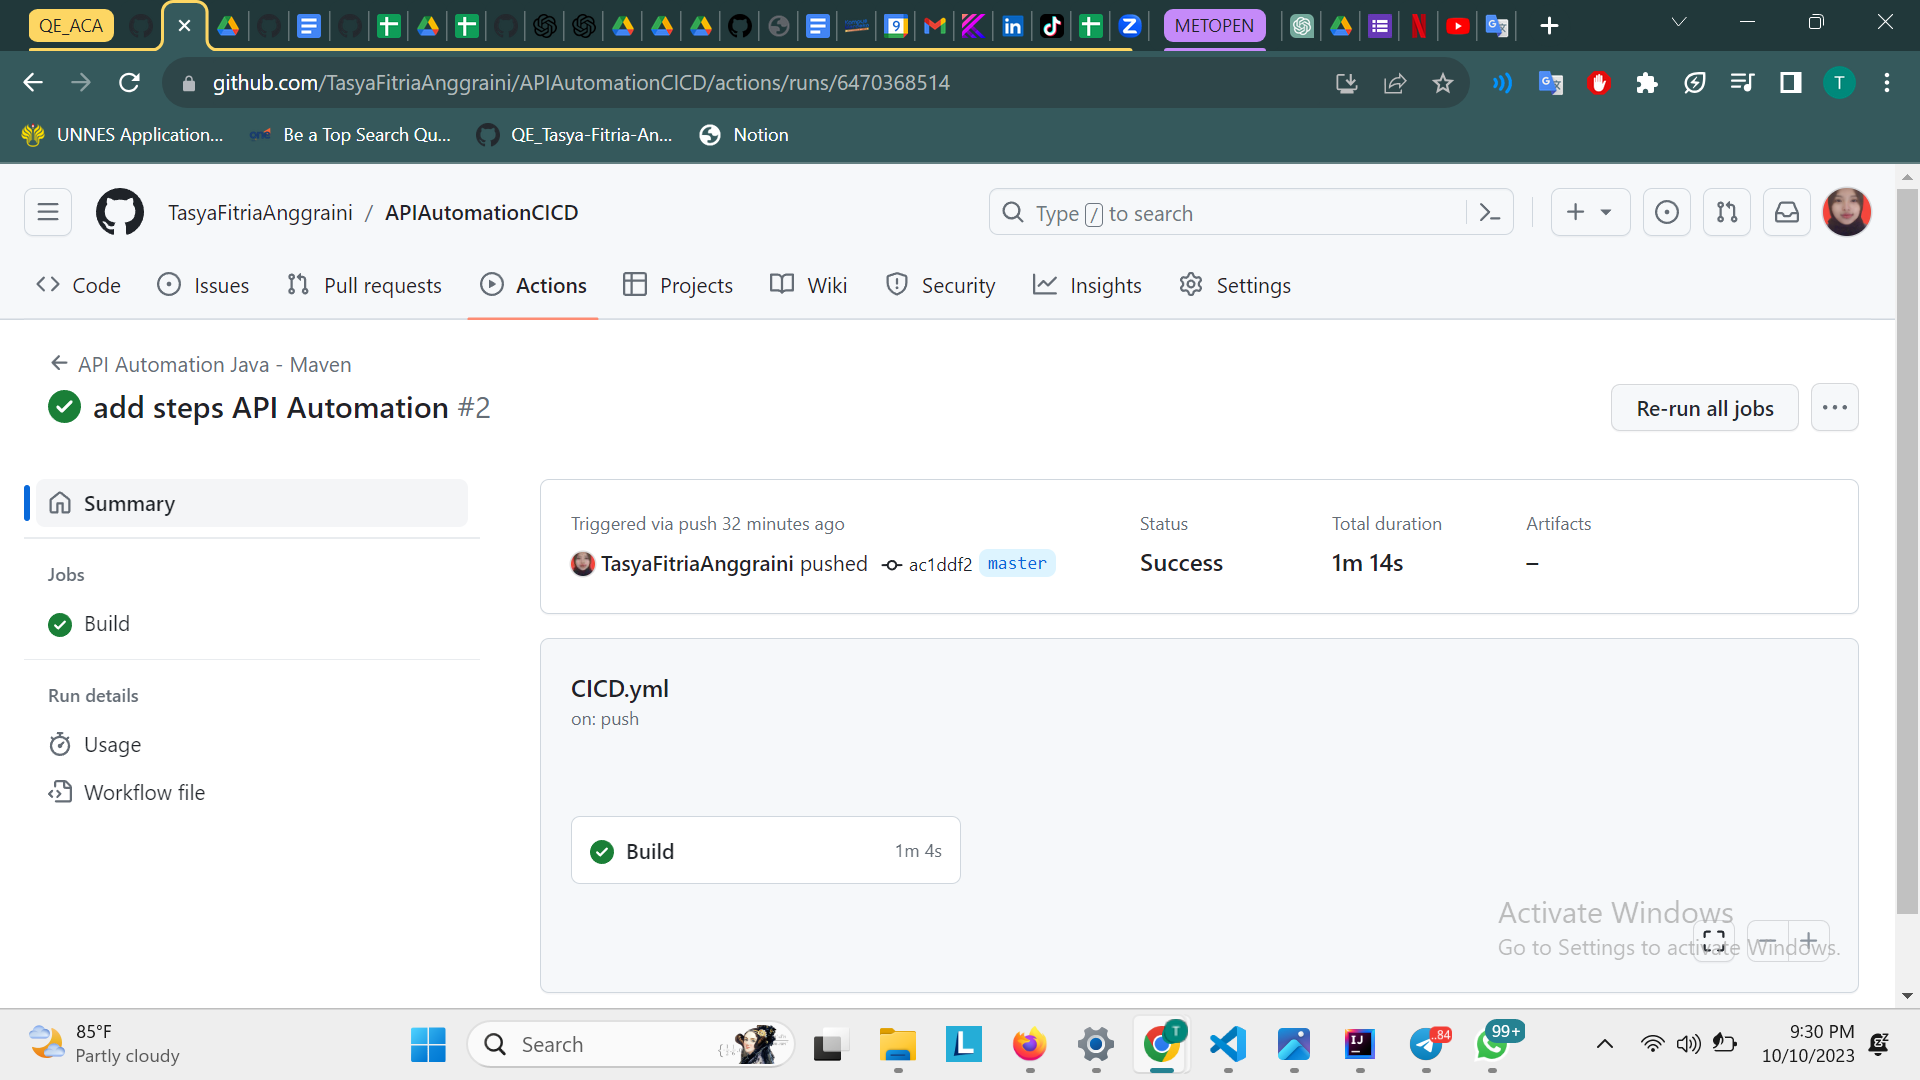 QE_ACA
METOPEN
github.com/TasyaFitriaAnggraini/APIAutomationCICD/actions/runs/6470368514
T
UNNES Application...
Be a Top Search Qu...
QE_Tasya-Fitria-An...
Notion
TasyaFitriaAnggraini / APIAutomationCICD
Type / to search
Code
Issues
Pull requests
Actions
Projects
Wiki
Security
Insights
Settings
API Automation Java - Maven
add steps API Automation #2
Re-run all jobs
Summary
Jobs
Build
Run details
Usage
Workflow file
Triggered via push 32 minutes ago
TasyaFitriaAnggraini pushed ac1ddf2 master
Status
Success
Total duration
1m 14s
Artifacts
–
CICD.yml
on: push
Build
1m 4s
Activate Windows
Go to Settings to activate Windows.
85°F
Partly cloudy
Search
T
99+
9:30 PM
10/10/2023